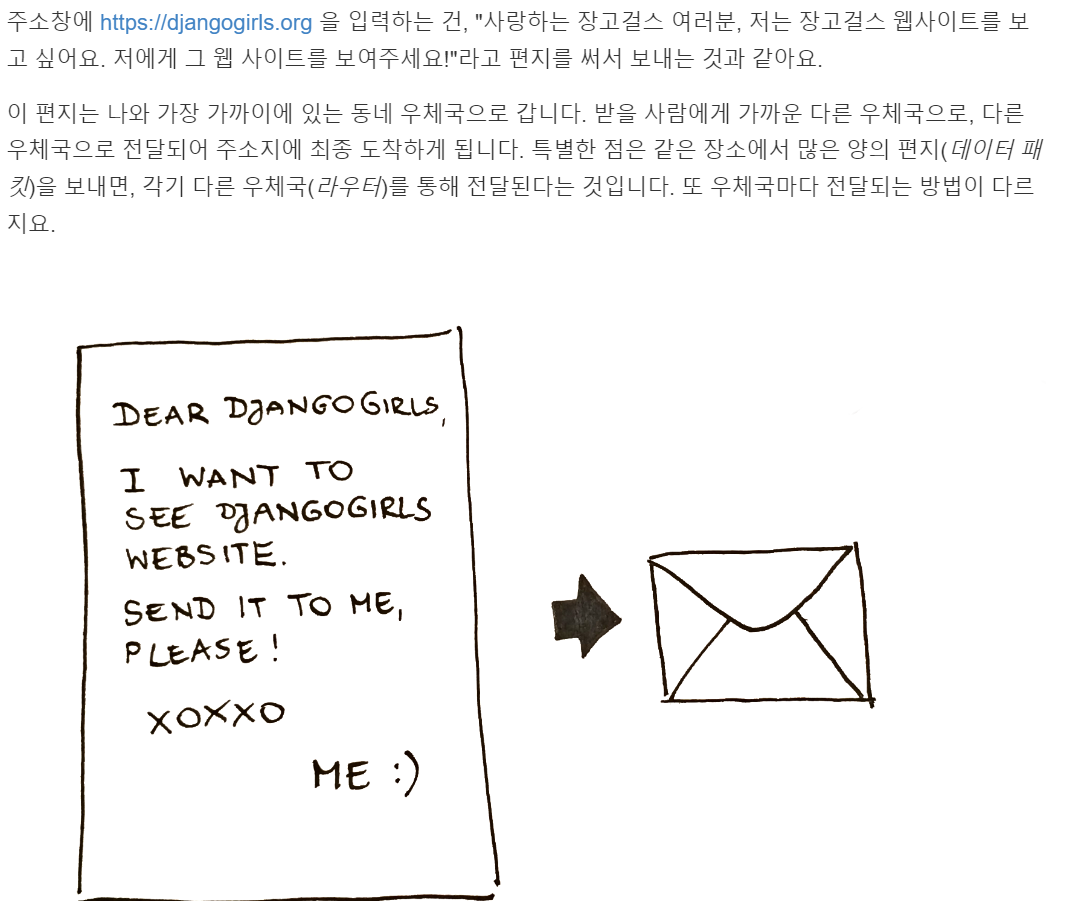 주소창에 https://djangogirls.org 을 입력하는 건, "사랑하는 장고걸스 여러분, 저는 장고걸스 웹사이트를 보
고 싶어요. 저에게 그 웹 사이트를 보여주세요!"라고 편지를 써서 보내는 것과 같아요.
이 편지는 나와 가장 가까이에 있는 동네 우체국으로 갑니다. 받을 사람에게 가까운 다른 우체국으로, 다른
우체국으로 전달되어 주소지에 최종 도착하게 됩니다. 특별한 점은 같은 장소에서 많은 양의 편지(데이터 패
킷)을 보내면, 각기 다른 우체국(라우터)를 통해 전달된다는 것입니다. 또 우체국마다 전달되는 방법이 다르
지요.
DEAR DJANGOGIRLS,
I WANT TO
SEE DJANGOGIRLS
WEBSITE.
SEND IT TO ME,
PLEASE!
XOXXO
ME :)